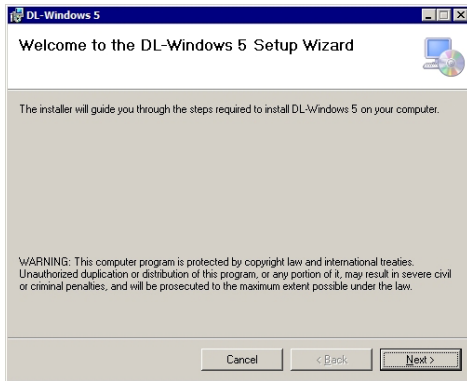 DL-Windows 5
Welcome to the DL-Windows 5 Setup Wizard
The installer will guide you through the steps required to install DL-Windows 5 on your computer.
WARNING: This computer program is protected by copyright law and international treaties.
Unauthorized duplication or distribution of this program, or any portion of it, may result in severe civil
or criminal penalties, and will be prosecuted to the maximum extent possible under the law.
Cancel < Back Next >